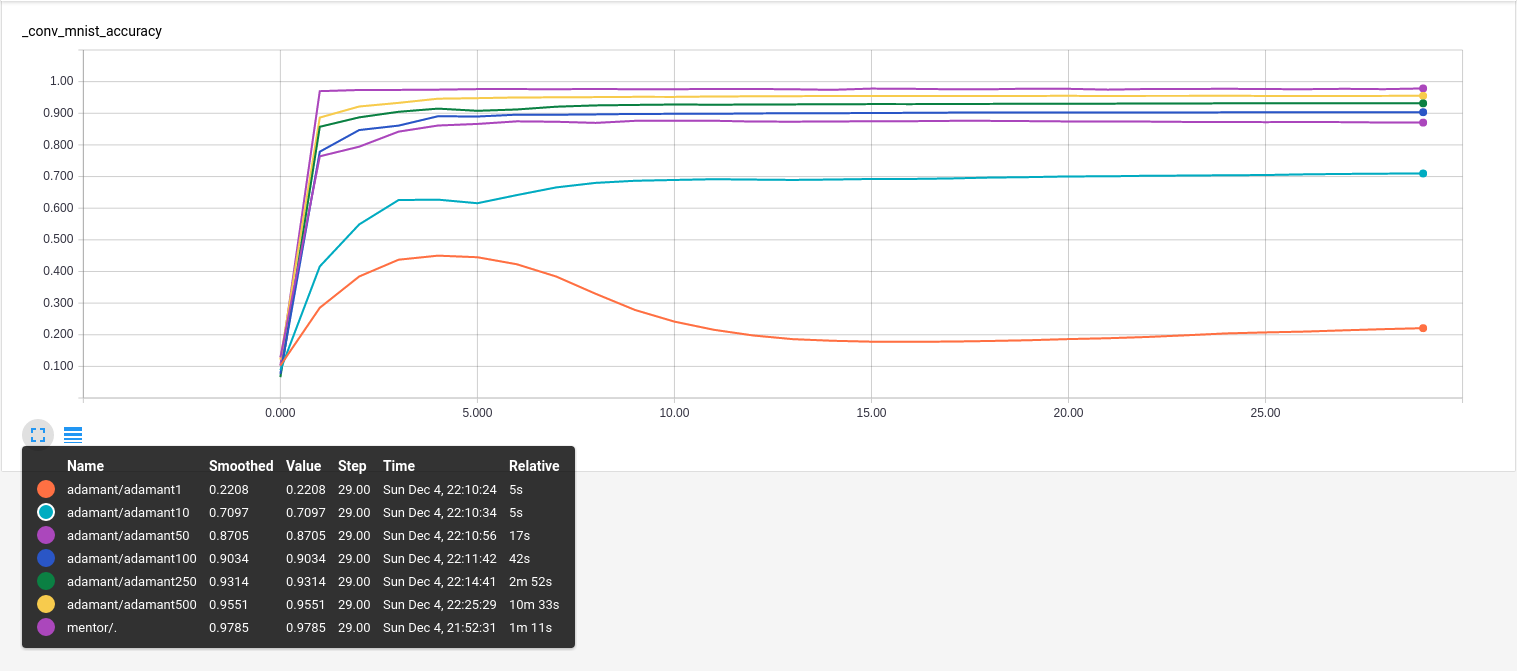 _conv_mnist_accuracy
1.00
0.900
0.800
0.700
0.600
0.500
0.400
0.300
0.200
0.100
0.000 5.000 10.00 15.00 20.00 25.00
Name Smoothed Value Step Time Relative
adamant/adamant1 0.2208 0.2208 29.00 Sun Dec 4, 22:10:24 5s
adamant/adamant10 0.7097 0.7097 29.00 Sun Dec 4, 22:10:34 5s
adamant/adamant50 0.8705 0.8705 29.00 Sun Dec 4, 22:10:56 17s
adamant/adamant100 0.9034 0.9034 29.00 Sun Dec 4, 22:11:42 42s
adamant/adamant250 0.9314 0.9314 29.00 Sun Dec 4, 22:14:41 2m 52s
adamant/adamant500 0.9551 0.9551 29.00 Sun Dec 4, 22:25:29 10m 33s
mentor/. 0.9785 0.9785 29.00 Sun Dec 4, 21:52:31 1m 11s